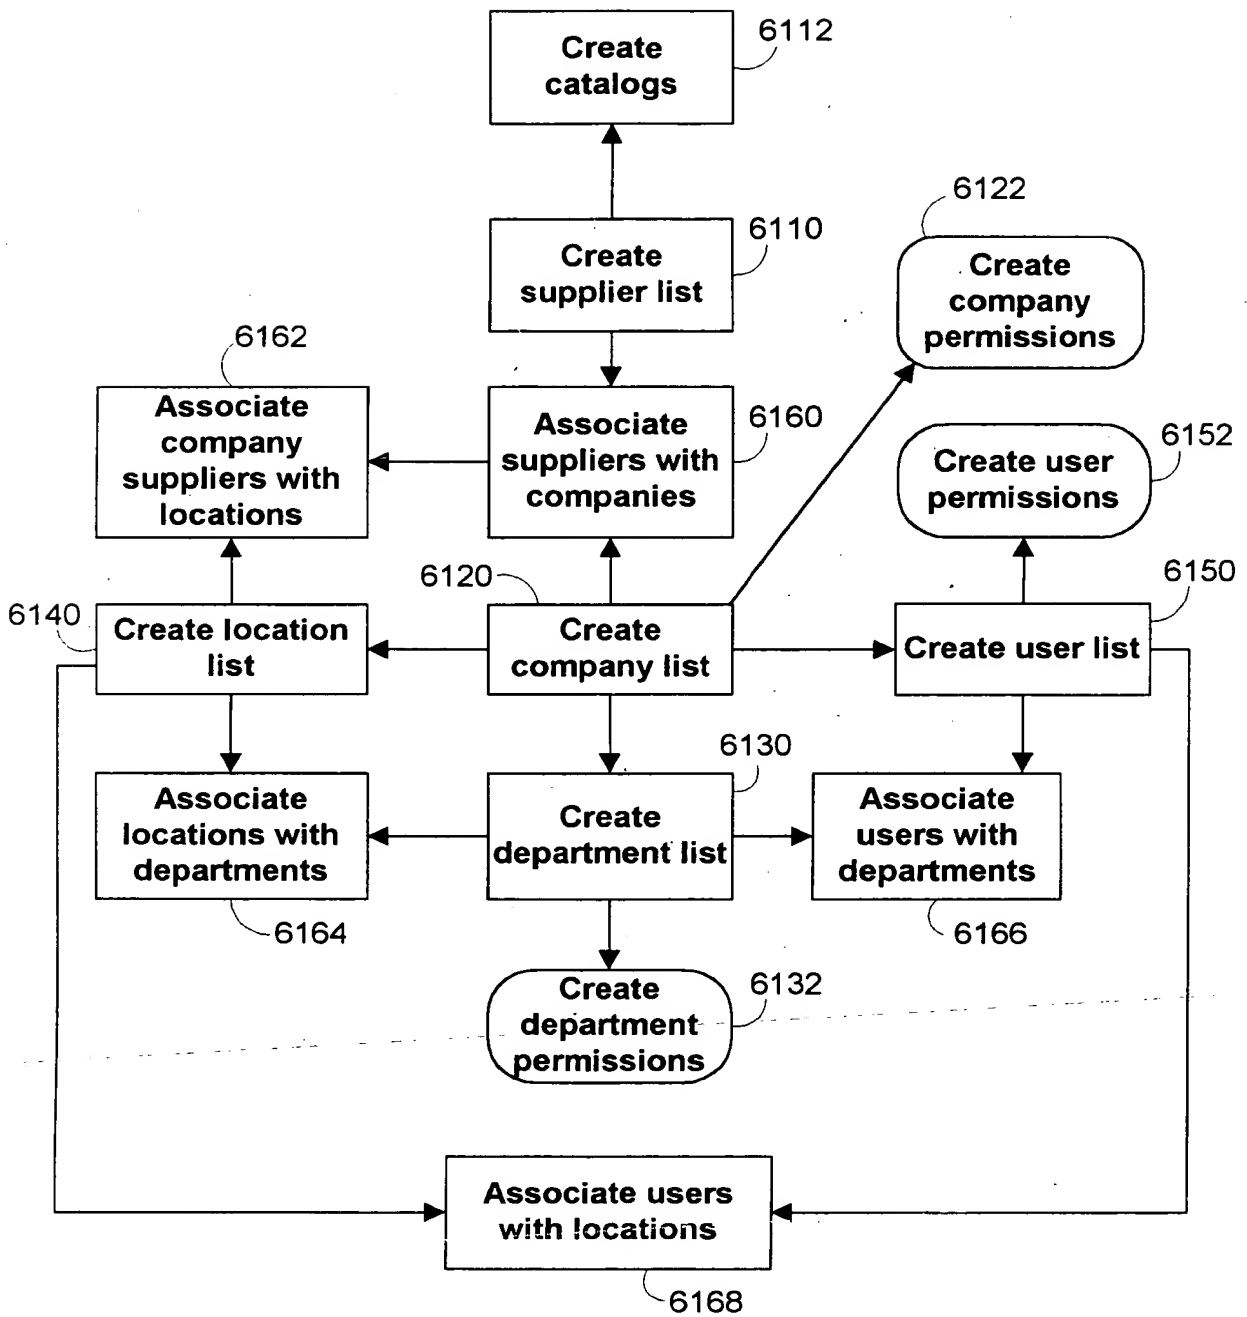 Create
catalogs
6112
Create
supplier list
6110
6122
Create
company
permissions
6162
Associate
company
suppliers with
locations
Associate
suppliers with
companies
6160
6152
Create user
permissions
6140
Create location
list
6120
Create
company list
6150
Create user list
Associate
locations with
departments
6164
6130
Create
department list
Associate
users with
departments
6166
Create
department
permissions
6132
Associate users
with locations
6168